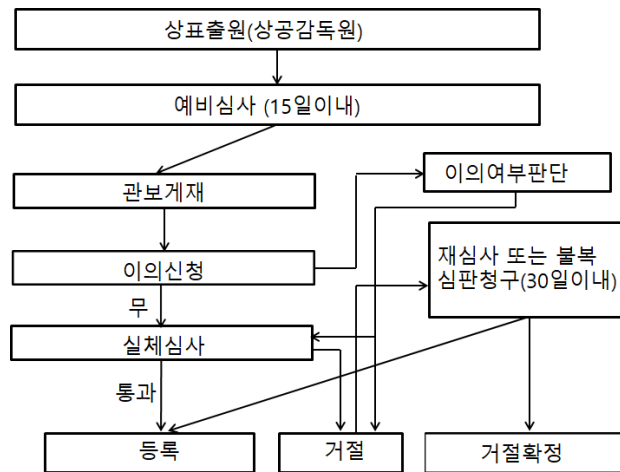 상표출원(상공감독원)
예비심사 (15일이내)
관보게재
이의여부판단
이의신청
재심사 또는 불복
심판청구(30일이내)
무
실체심사
통과
등록
거절
거절확정